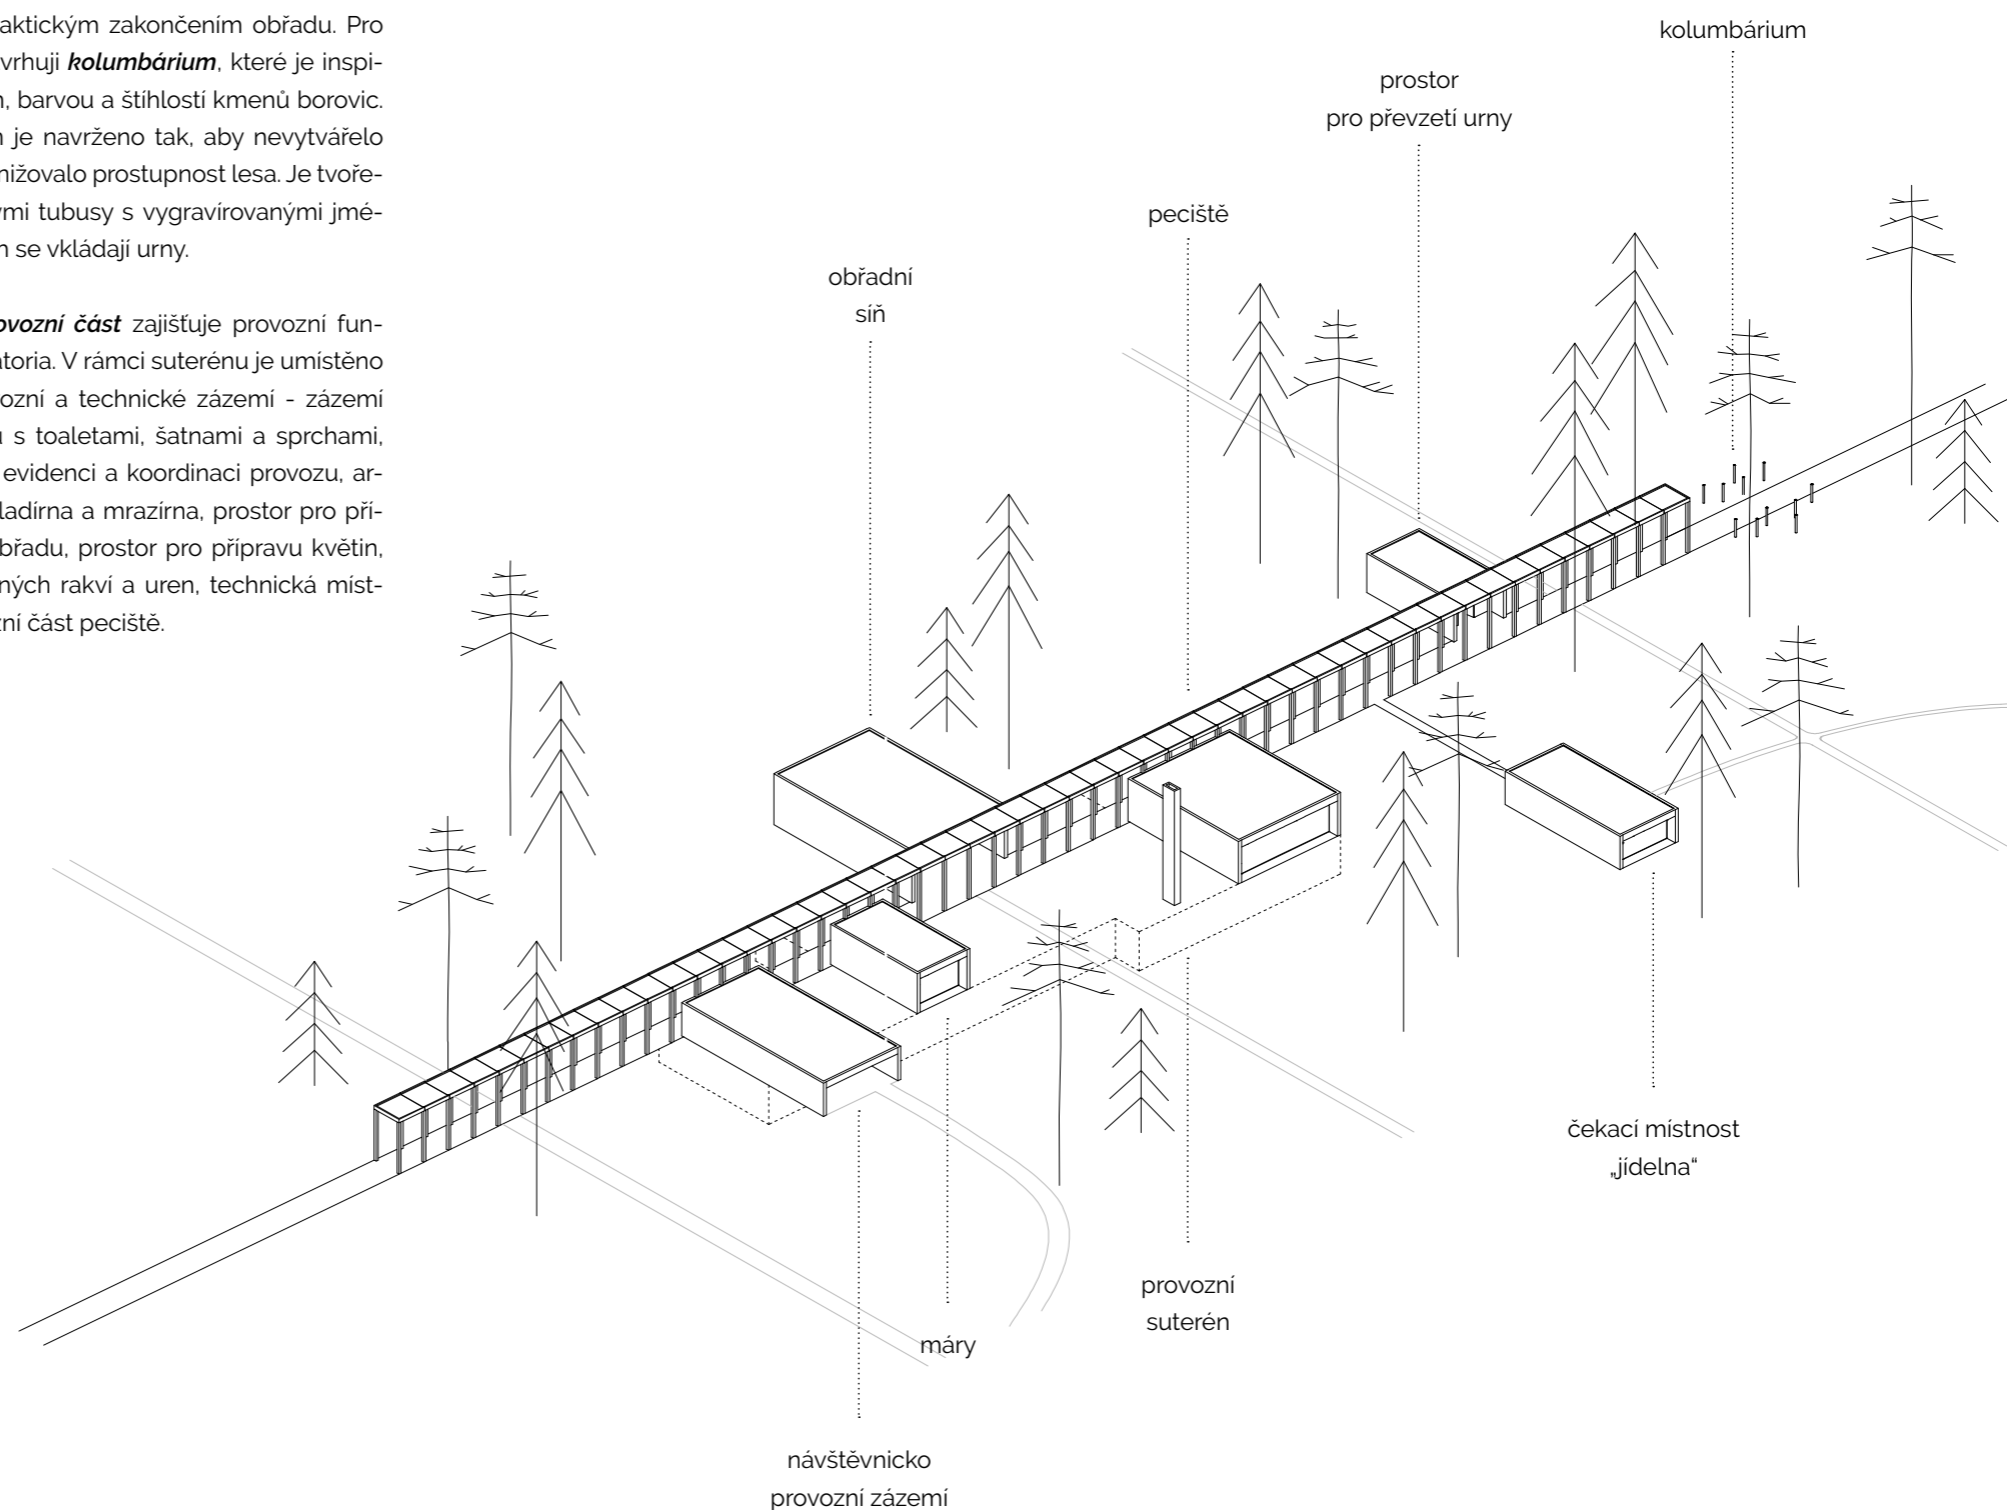 aktickým zakončením obřadu. Pro
vrhuji kolumbárium, které je inspi-
, barvou a štíhlostí kmenů borovic.
je navrženo tak, aby nevytvářelo
nižovalo prostupnost lesa. Je tvoře-
ými tubusy s vygravírovanými jmé-
se vkládají urny.
ovozní část zajišťuje provozní fun-
atoria. V rámci suterénu je umístěno
vozní a technické zázemí - zázemí
s toaletami, šatnami a sprchami,
evidenci a koordinaci provozu, ar-
ladírna a mrazírna, prostor pro pří-
břadu, prostor pro přípravu květin,
ných rakví a uren, technická míst-
zní část peciště.
kolumbárium
prostor
pro převzetí urny
peciště
obřadní
síň
čekací místnost
„jídelna“
provozní
suterén
máry
návštěvnicko
provozní zázemí